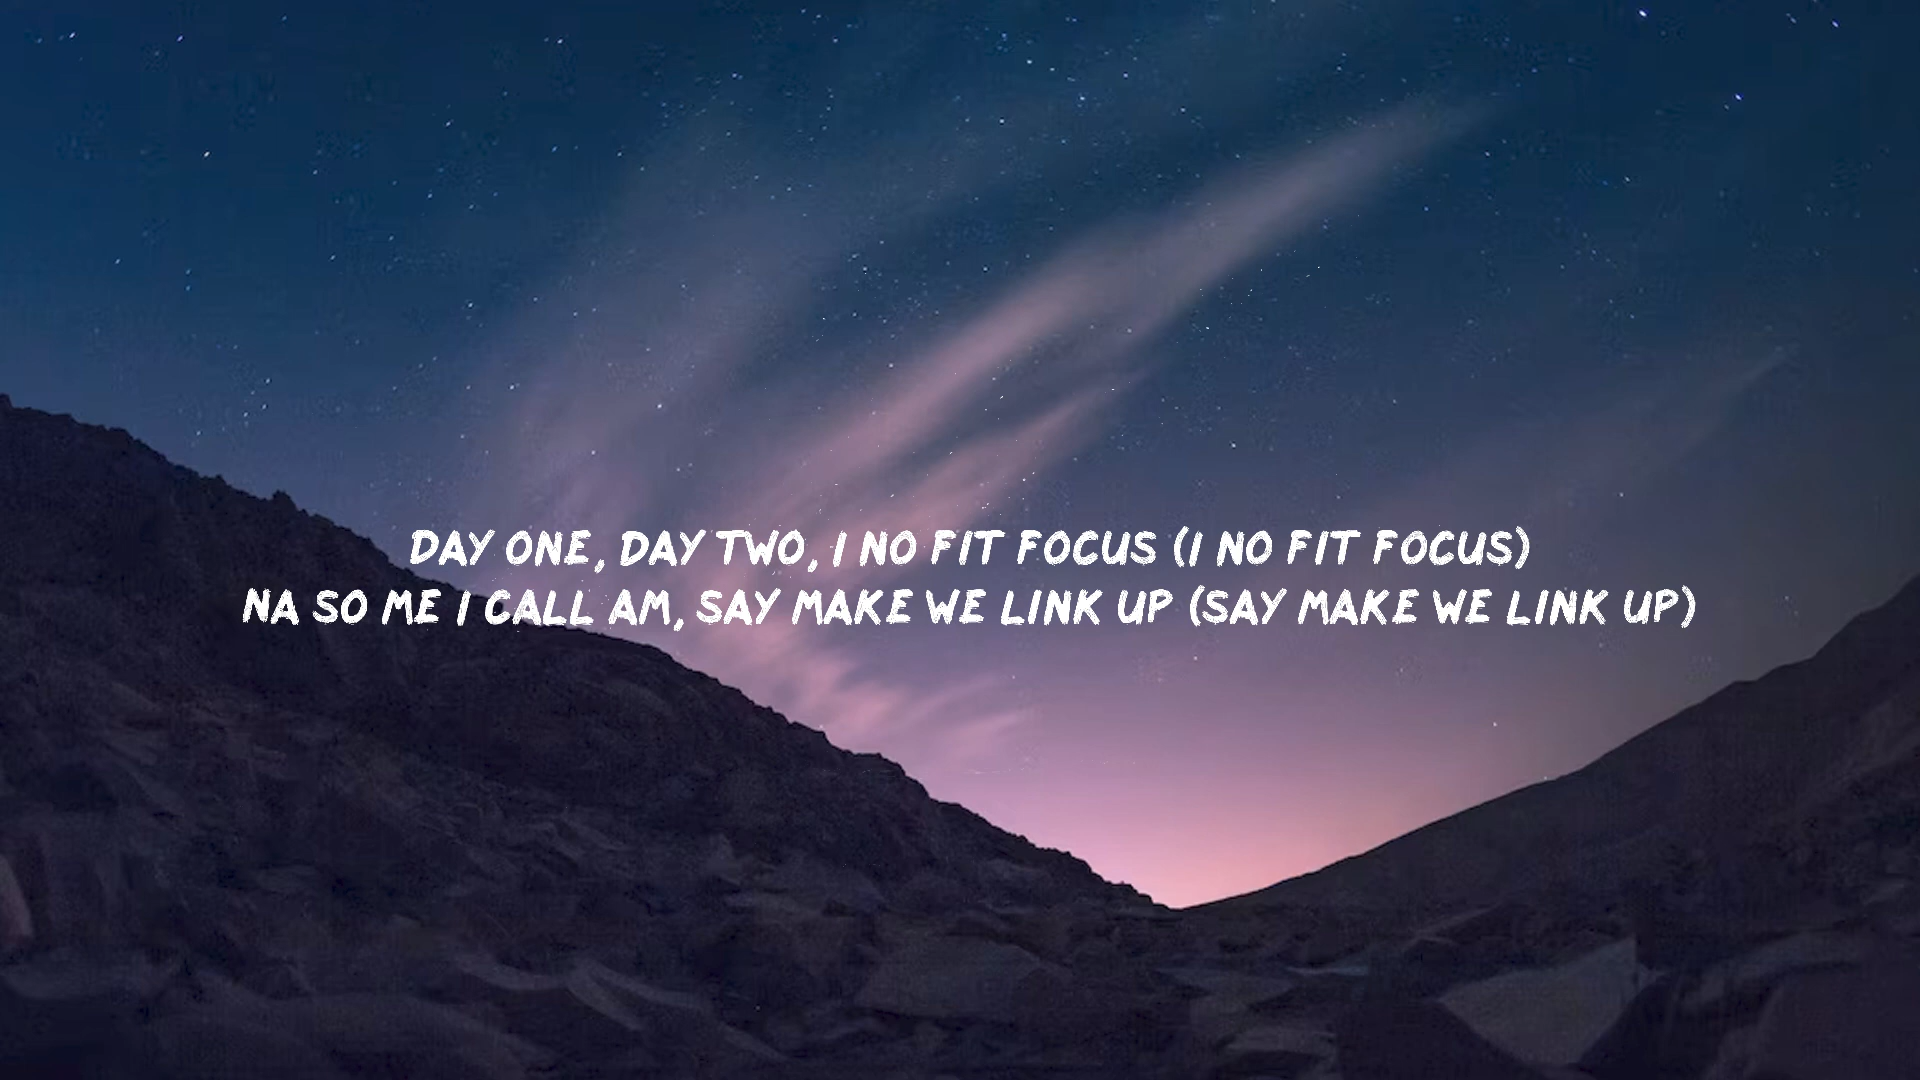 DAY ONE, DAY TWO, I NO FIT FOCUS (I NO FIT FOCUS)
NA SO ME I CALL AM, SAY MAKE WE LINK UP (SAY MAKE WE LINK UP)